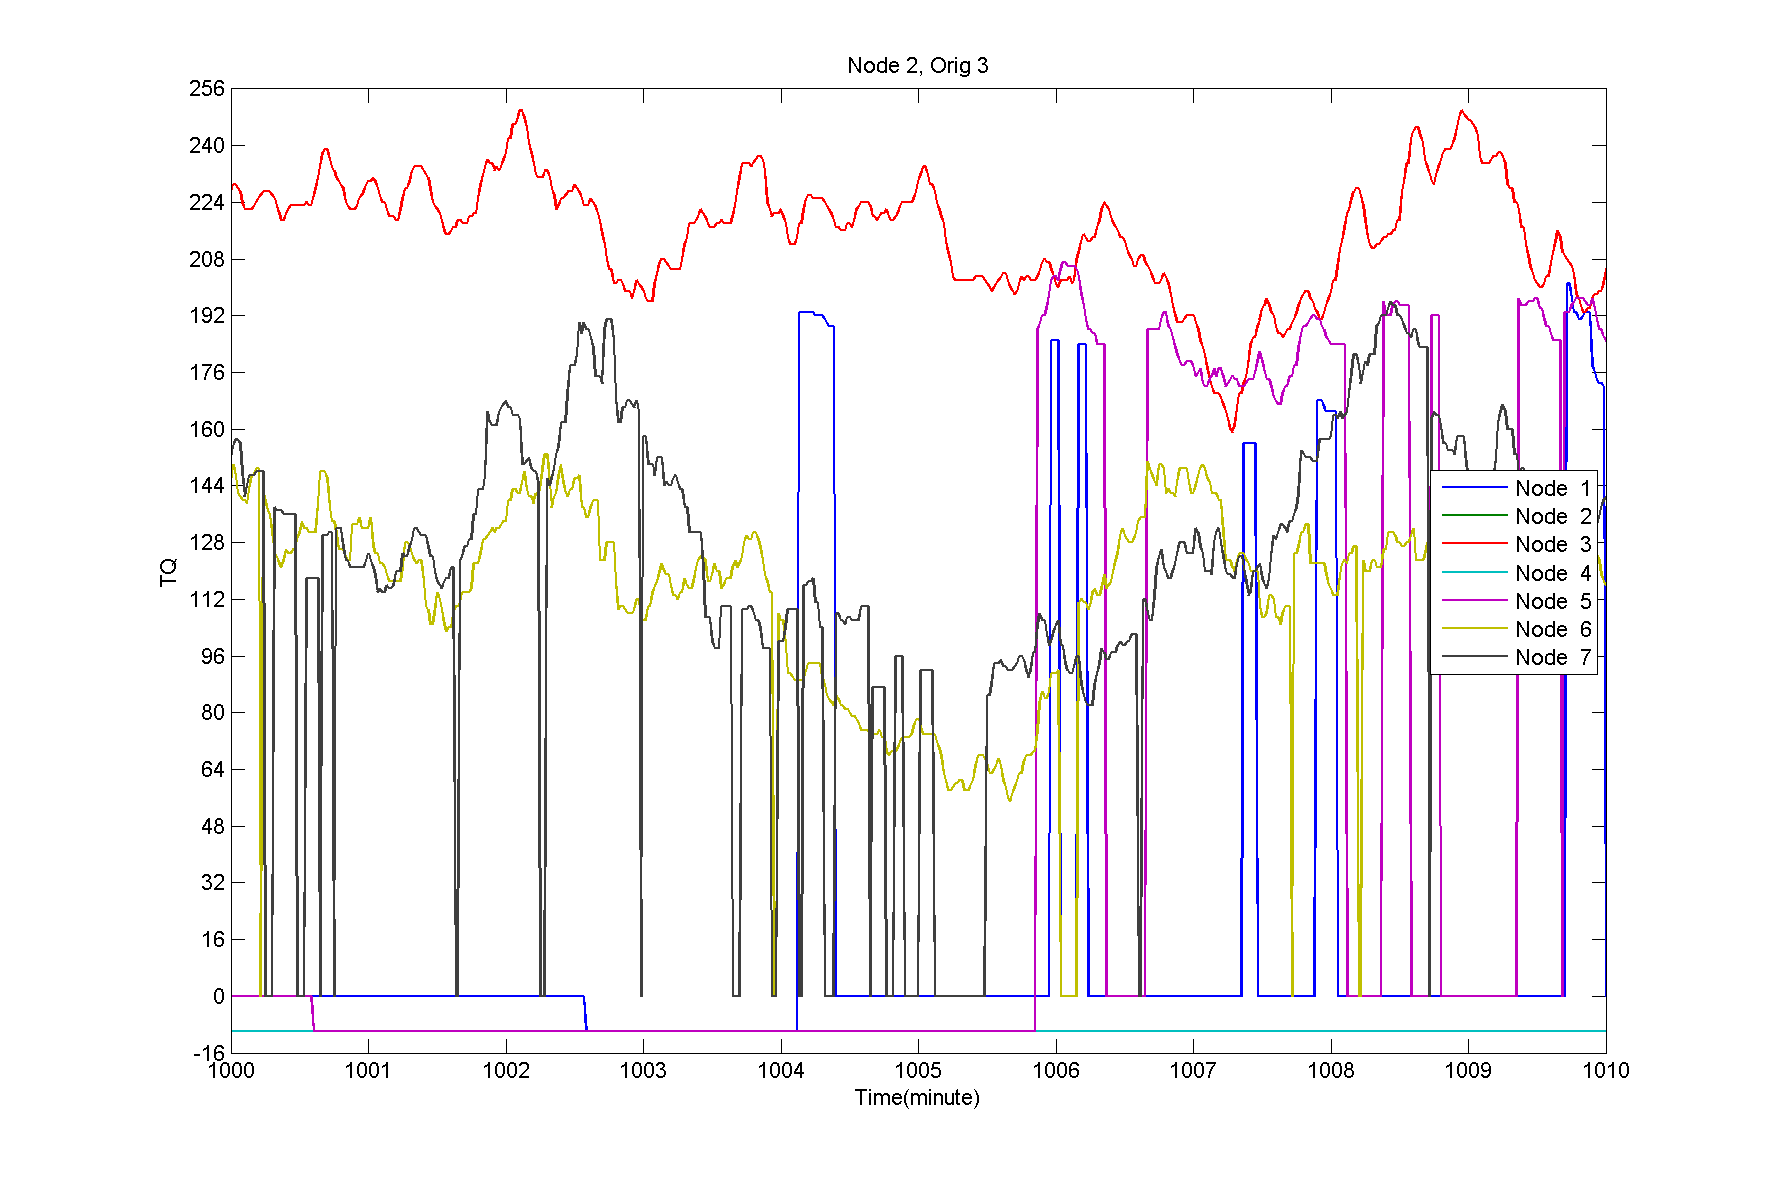 Node 2, Orig 3
256
240
224
208
192
176
160
144
128
112
96
80
64
48
32
16
0
-16
TQ
Node 1
Node 2
Node 3
Node 4
Node 5
Node 6
Node 7
1000 1001 1002 1003 1004 1005 1006 1007 1008 1009 1010
Time(minute)